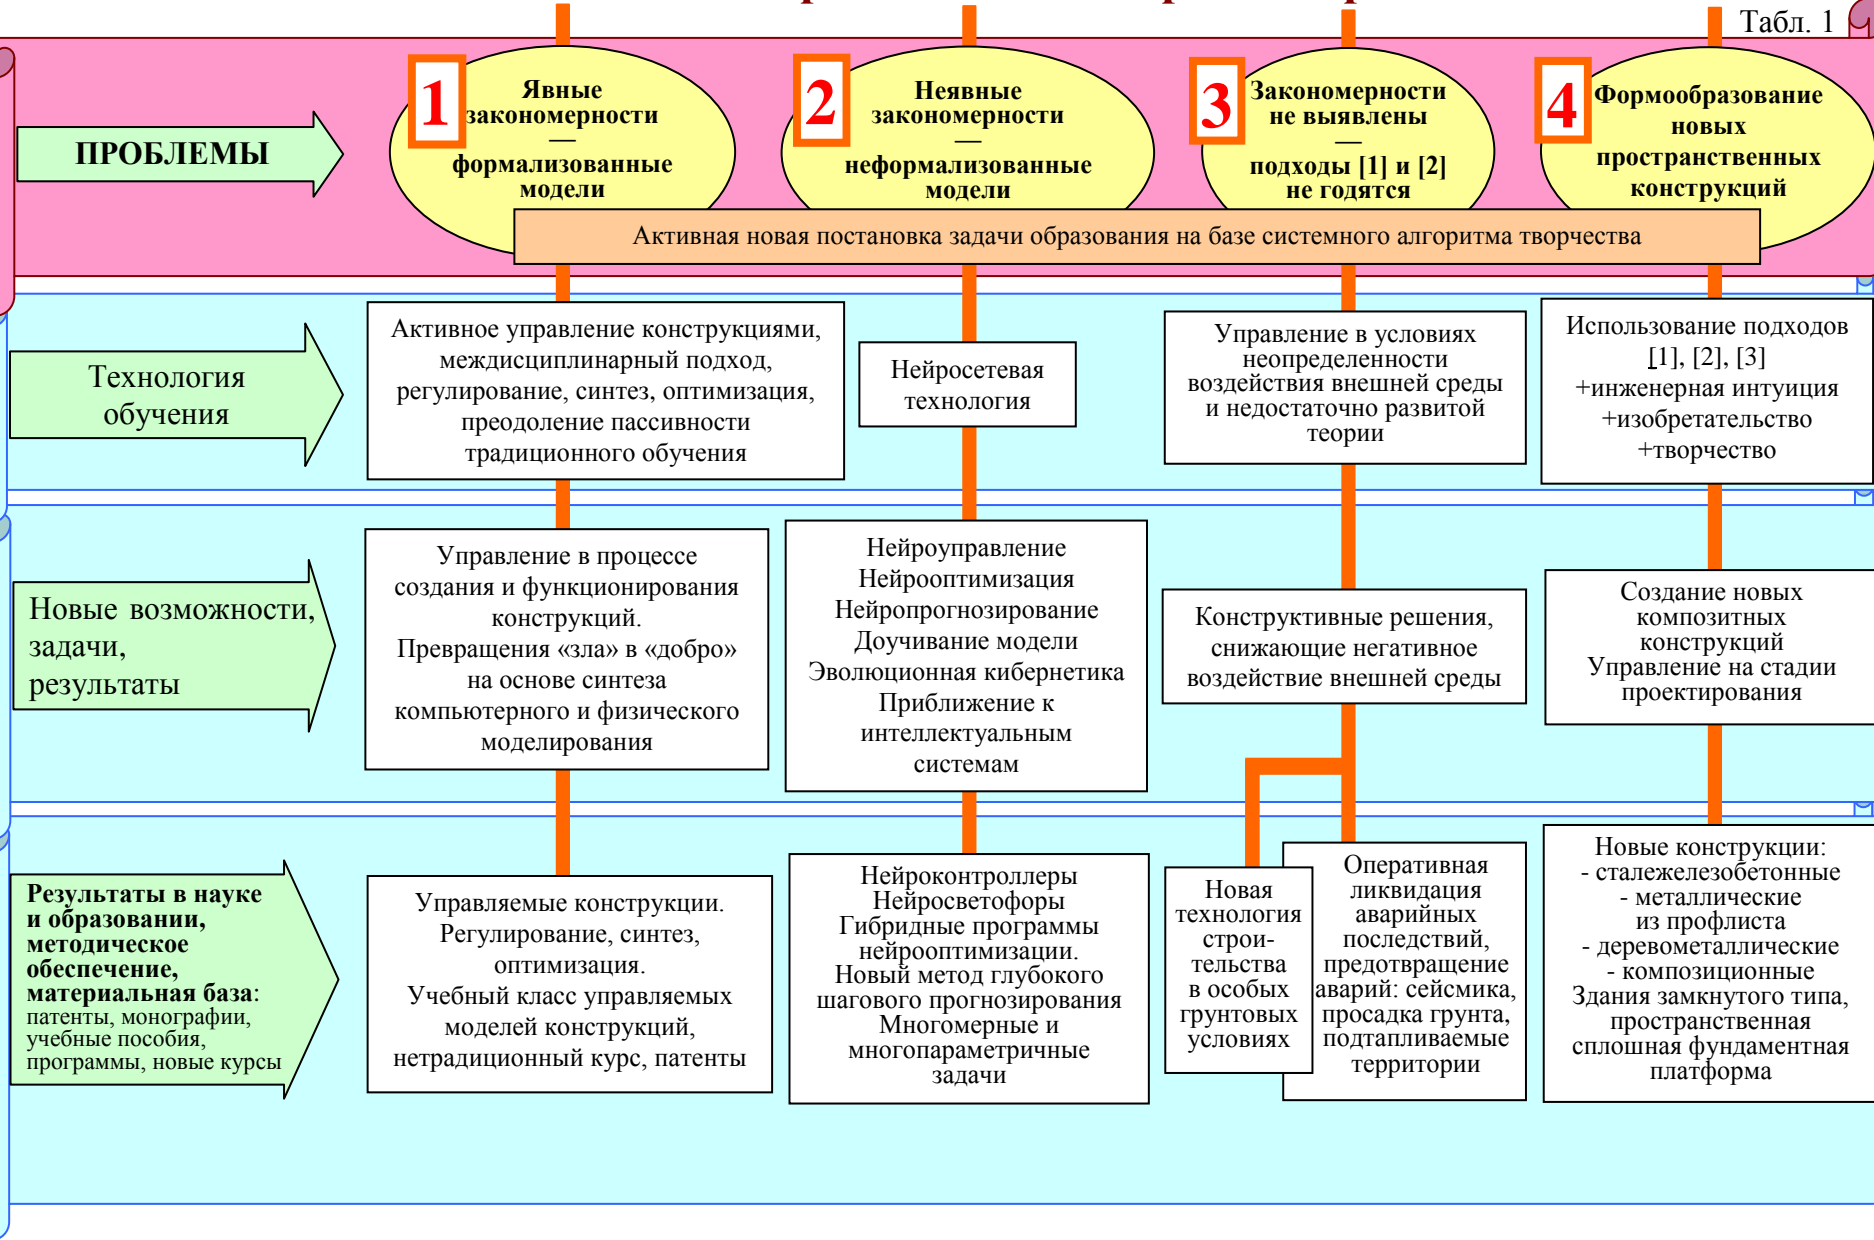 Табл. 1
ПРОБЛЕМЫ
1
Явные
закономерности
—
формализованные
модели
2
Неявные
закономерности
—
неформализованные
модели
3
Закономерности
не выявлены
—
подходы [1] и [2]
не годятся
4
Формообразование
новых
пространственных
конструкций
Активная новая постановка задачи образования на базе системного алгоритма творчества
Технология
обучения
Активное управление конструкциями,
междисциплинарный подход,
регулирование, синтез, оптимизация,
преодоление пассивности
традиционного обучения
Нейросетевая
технология
Управление в условиях
неопределенности
воздействия внешней среды
и недостаточно развитой
теории
Использование подходов
[1], [2], [3]
+инженерная интуиция
+изобретательство
+творчество
Новые возможности,
задачи,
результаты
Управление в процессе
создания и функционирования
конструкций.
Превращения «зла» в «добро»
на основе синтеза
компьютерного и физического
моделирования
Нейроуправление
Нейрооптимизация
Нейропрогнозирование
Доучивание модели
Эволюционная кибернетика
Приближение к
интеллектуальным
системам
Конструктивные решения,
снижающие негативное
воздействие внешней среды
Создание новых
композитных
конструкций
Управление на стадии
проектирования
Результаты в науке
и образовании,
методическое
обеспечение,
материальная база:
патенты, монографии,
учебные пособия,
программы, новые курсы
Управляемые конструкции.
Регулирование, синтез,
оптимизация.
Учебный класс управляемых
моделей конструкций,
нетрадиционный курс, патенты
Нейроконтроллеры
Нейросветофоры
Гибридные программы
нейрооптимизации.
Новый метод глубокого
шагового прогнозирования
Многомерные и
многопараметричные
задачи
Новая
технология
строи-
тельства
в особых
грунтовых
условиях
Оперативная
ликвидация
аварийных
последствий,
предотвращение
аварий: сейсмика,
просадка грунта,
подтапливаемые
территории
Новые конструкции:
- сталежелезобетонные
- металлические
из профлиста
- деревометаллические
- композиционные
Здания замкнутого типа,
пространственная
сплошная фундаментная
платформа